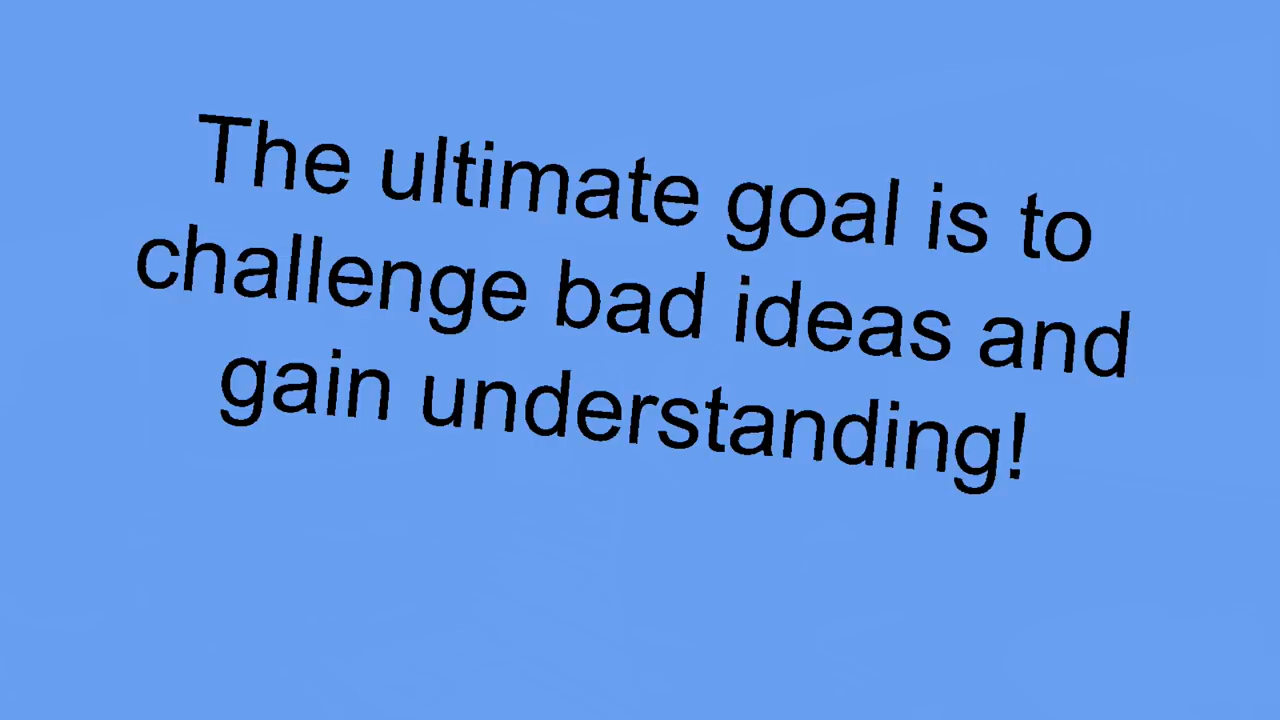 The ultimate goal is to
challenge bad ideas and
gain understanding!